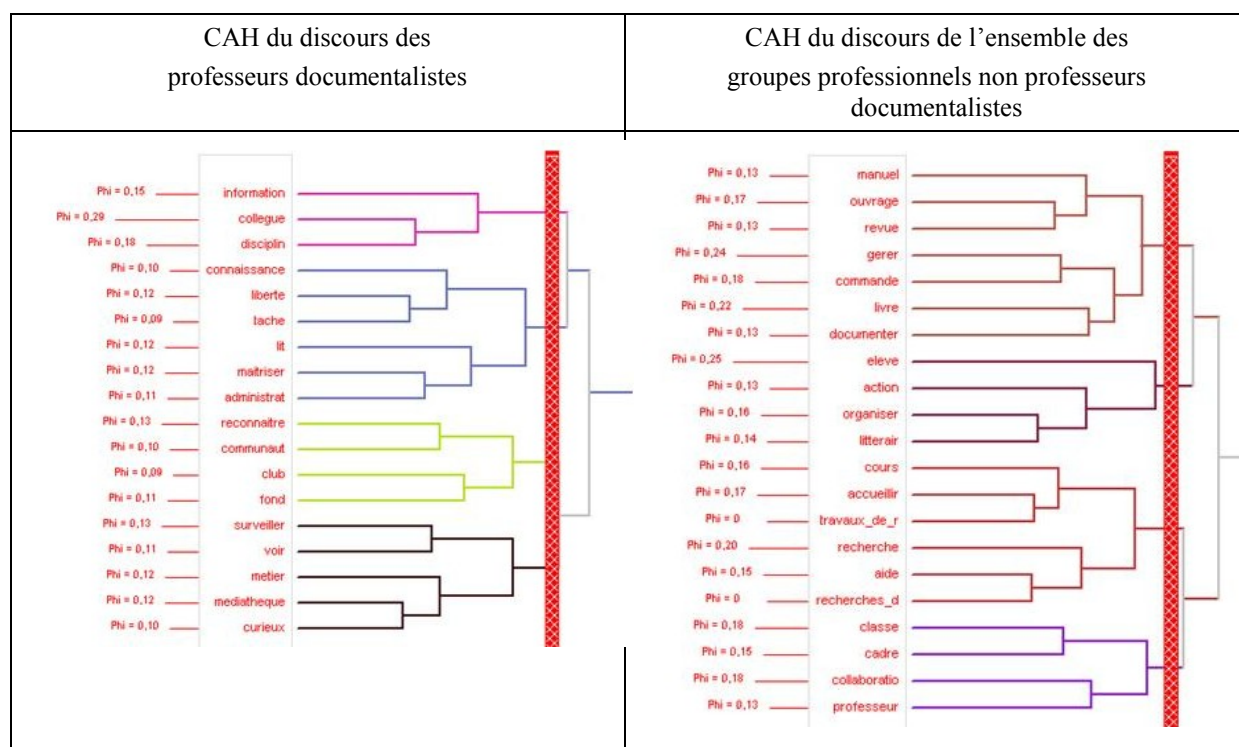 CAH du discours des
professeurs documentalistes
CAH du discours de l’ensemble des
groupes professionnels non professeurs
documentalistes
Phi = 0,15 information
Phi = 0,29 collegue
Phi = 0,18 disciplin
Phi = 0,10 connaissance
Phi = 0,12 liberte
Phi = 0,09 tache
Phi = 0,12 lit
Phi = 0,12 maitriser
Phi = 0,11 administrat
Phi = 0,13 reconnaitre
Phi = 0,10 communaut
Phi = 0,09 club
Phi = 0,11 fond
Phi = 0,13 surveiller
Phi = 0,11 voir
Phi = 0,12 metier
Phi = 0,12 mediatheque
Phi = 0,10 curieux
Phi = 0,13 manuel
Phi = 0,17 ouvrage
Phi = 0,13 revue
Phi = 0,24 gerer
Phi = 0,18 commande
Phi = 0,22 livre
Phi = 0,13 documenter
Phi = 0,25 eleve
Phi = 0,13 action
Phi = 0,16 organiser
Phi = 0,14 litterair
Phi = 0,16 cours
Phi = 0,17 accueillir
Phi = 0 travaux_de_r
Phi = 0,20 recherche
Phi = 0,15 aide
Phi = 0 recherches_d
Phi = 0,18 classe
Phi = 0,15 cadre
Phi = 0,18 collaboratio
Phi = 0,13 professeur